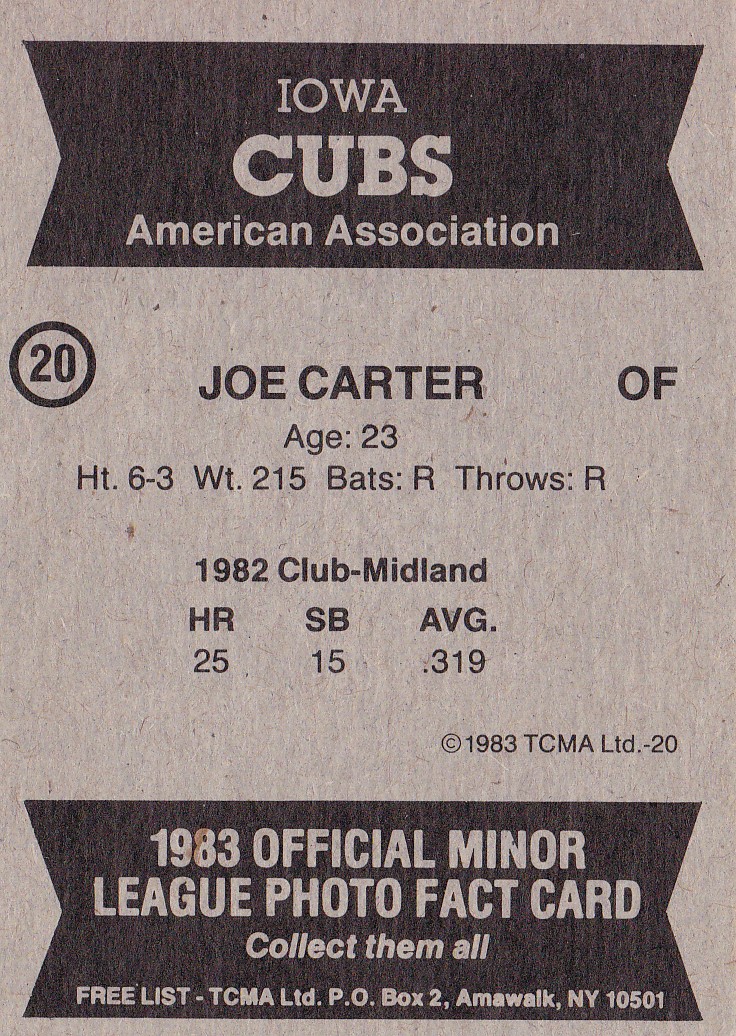 IOWA
CUBS
American Association
20
JOE CARTER OF
Age: 23
Ht. 6-3 Wt. 215 Bats: R Throws: R
1982 Club-Midland
HR SB AVG.
25 15 .319
©1983 TCMA Ltd.-20
1983 OFFICIAL MINOR
LEAGUE PHOTO FACT CARD
Collect them all
FREE LIST - TCMA Ltd. P.O. Box 2, Amawalk, NY 10501